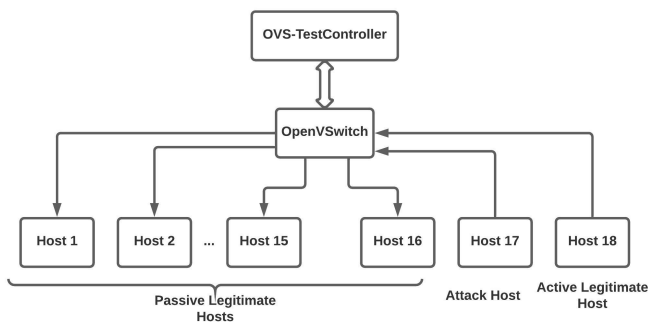 OVS-TestController
OpenVSwitch
Host 1
Host 2
...
Host 15
Host 16
Host 17
Host 18
Passive Legitimate
Hosts
Attack Host
Active Legitimate
Host